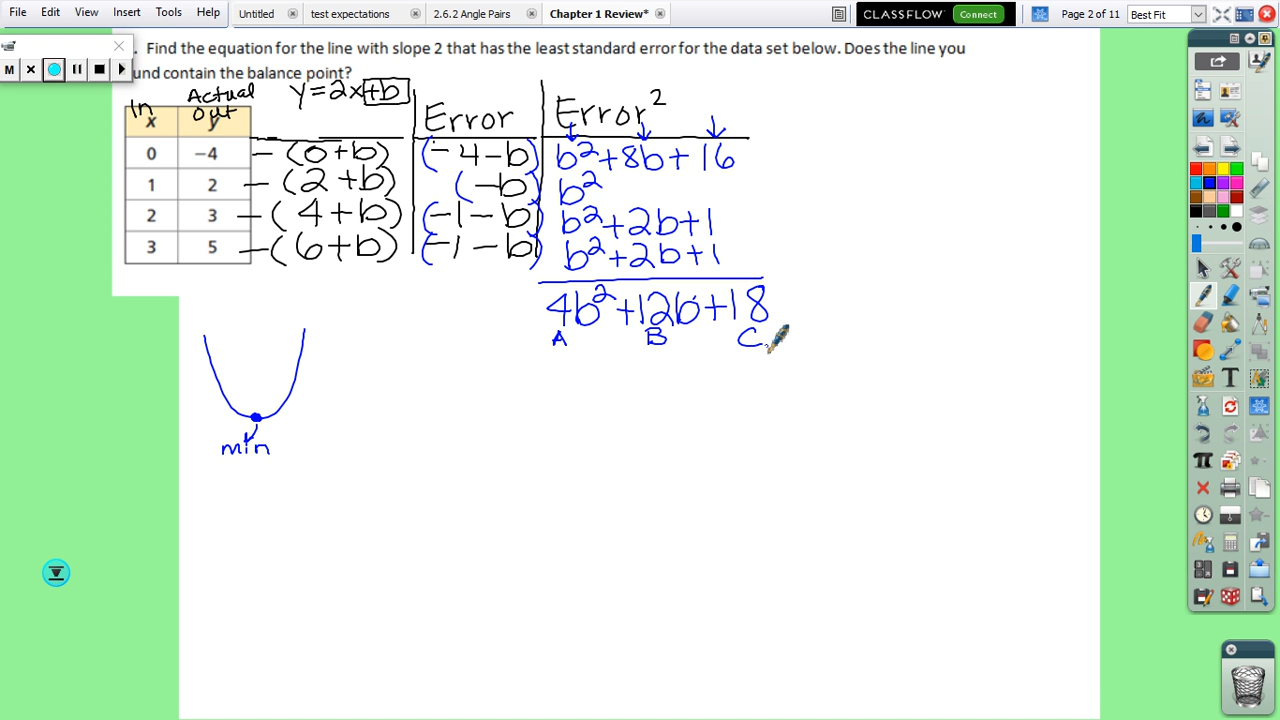 File Edit View Insert Tools Help
Untitled test expectations 2.6.2 Angle Pairs Chapter 1 Review*
CLASSFLOW Connect
Page 2 of 11 Best Fit
. Find the equation for the line with slope 2 that has the least standard error for the data set below. Does the line you
und contain the balance point?
M
In Actual out y=2x+b Error Error²
x y
0 −4 −(0+b) (−4−b) b²+8b+16
1 2 −(2+b) (−b) b²
2 3 −(4+b) (−1−b) b²+2b+1
3 5 −(6+b) (−1−b) b²+2b+1
4b²+12b+18
A B C
min